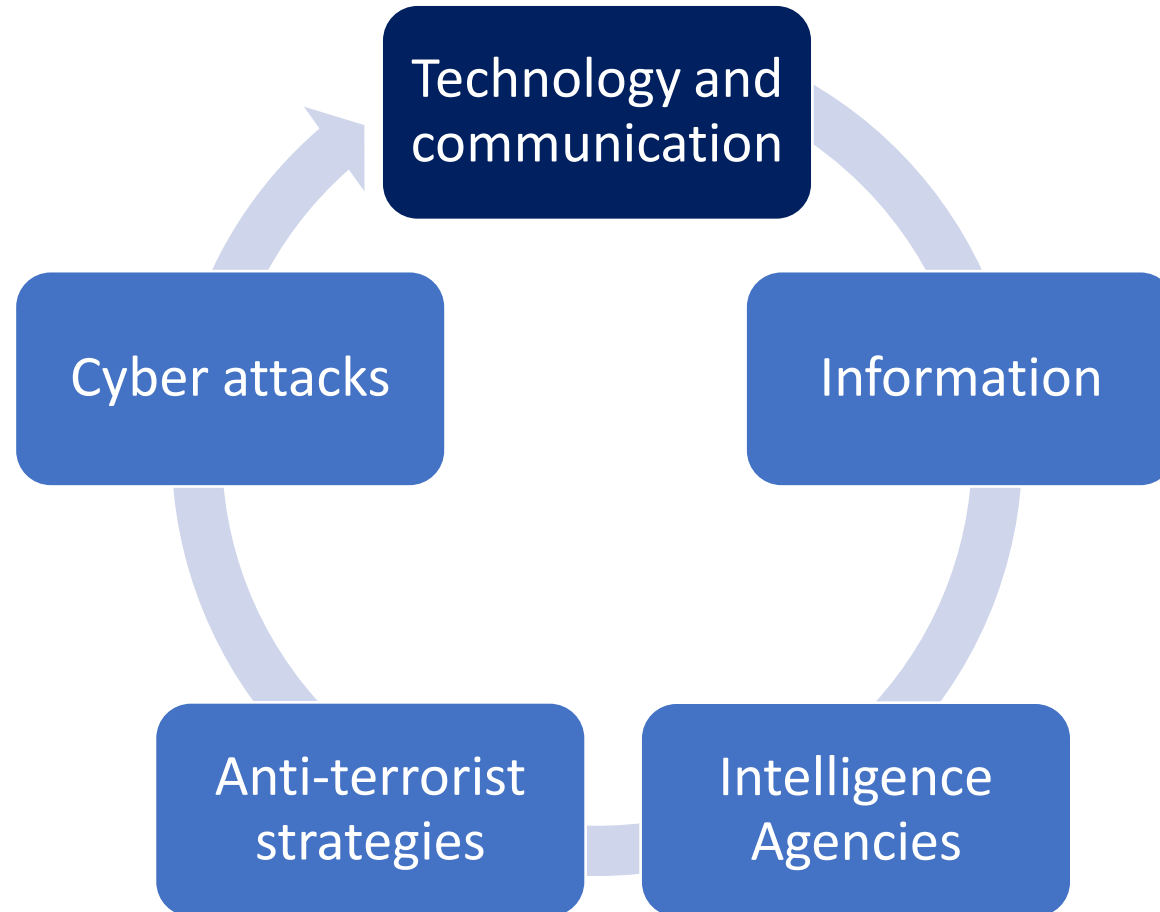 Technology and
communication
Information
Intelligence
Agencies
Anti-terrorist
strategies
Cyber attacks